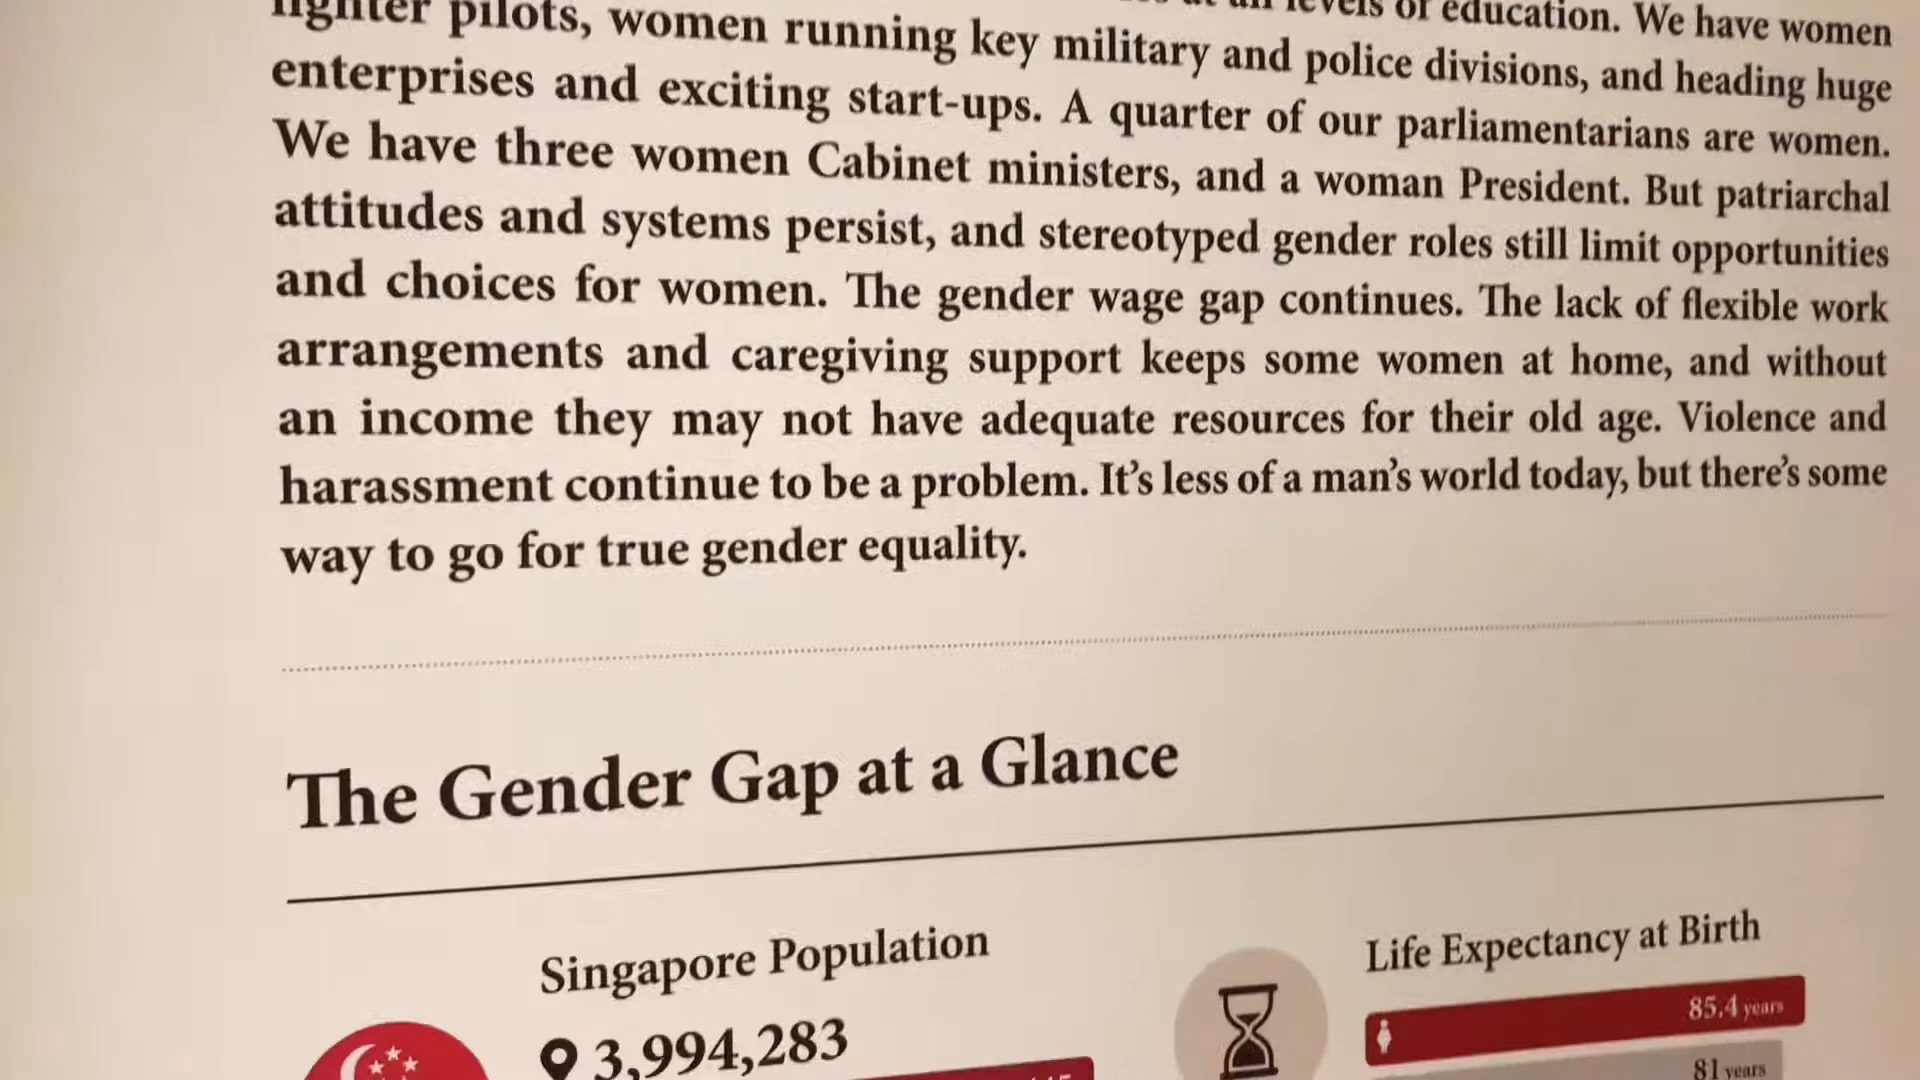 levels of education. We have women
fighter pilots, women running key military and police divisions, and heading huge
enterprises and exciting start-ups. A quarter of our parliamentarians are women.
We have three women Cabinet ministers, and a woman President. But patriarchal
attitudes and systems persist, and stereotyped gender roles still limit opportunities
and choices for women. The gender wage gap continues. The lack of flexible work
arrangements and caregiving support keeps some women at home, and without
an income they may not have adequate resources for their old age. Violence and
harassment continue to be a problem. It's less of a man's world today, but there's some
way to go for true gender equality.
The Gender Gap at a Glance
Singapore Population
3,994,283
Life Expectancy at Birth
85.4 years
81 years